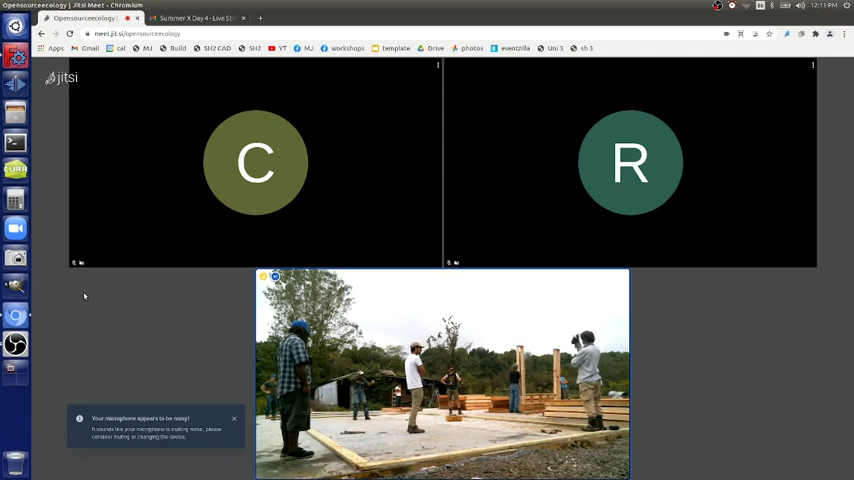 Opensourceecology | Jitsi Meet - Chromium
12:11 PM
Opensourceecology
Summer X Day 4 - Live Str
meet.jit.si/opensourceecology
Apps
Gmail
cal
MJ
Build
SH2 CAD
SH2
YT
MJ
workshops
template
Drive
photos
eventzilla
Uni 3
sh 3
jitsi
C
R
CURA
Your microphone appears to be noisy!
It sounds like your microphone is making noise, please
consider muting or changing the device.